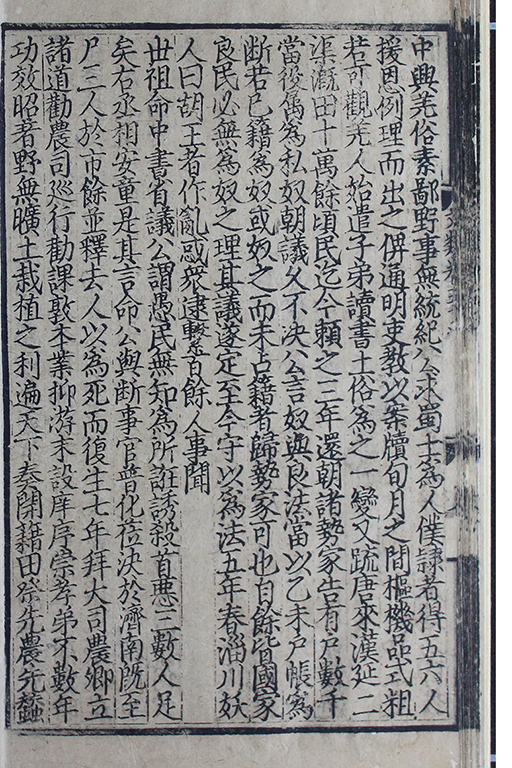 中興羌俗素鄙野事無統紀公求蜀士為人僕隷者得五六人
援恩例理而出之俾通明吏教以案牘旬月之間樞機品式粗
若可觀羌人始遣子弟讀書土俗為之一變又䟽唐來漢延二
渠漑田十萬餘頃民迄今頼之三年還朝諸勢家告有户數千
當役屬為私奴朝議久不决公言奴與良法當以乙未户帳為
断若已籍為奴或奴之而未占籍者歸勢家可也自餘皆國家
良民必無為奴之理其議遂定至今守以為法五年春淄川妖
人曰胡王者作亂惑衆逮繫百餘人事聞
世祖命中書省議公謂愚民無知為所誑誘殺首悪三數人足
矣右丞相安童是其言命公與断事官普化莅决於濟南既至
尸三人於市餘並釋去人以為死而復生七年拜大司農卿立
諸道勸農司巡行勸課敦本業抑游末設庠序崇孝弟不數年
功效昭著野無曠土栽植之利遍天下奏開籍田祭先農先蠶